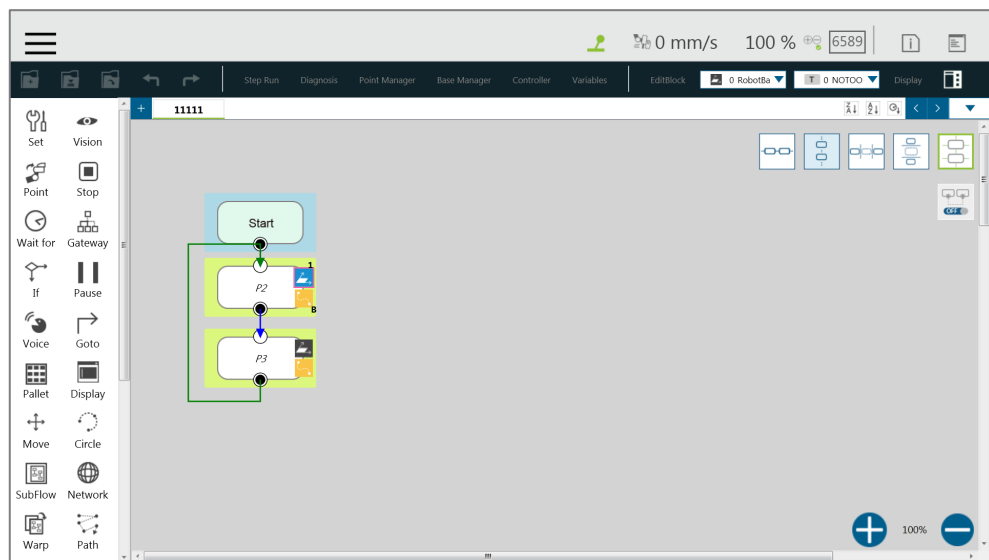 0 mm/s 100 % 6589
Step Run Diagnosis Point Manager Base Manager Controller Variables EditBlock 0 RobotBa T 0 NOTOO Display
+ 11111
Set Vision
Point Stop
Wait for Gateway
If Pause
Voice Goto
Pallet Display
Move Circle
SubFlow Network
Warp Path
OFF
Start
1
P2
B
P3
100%